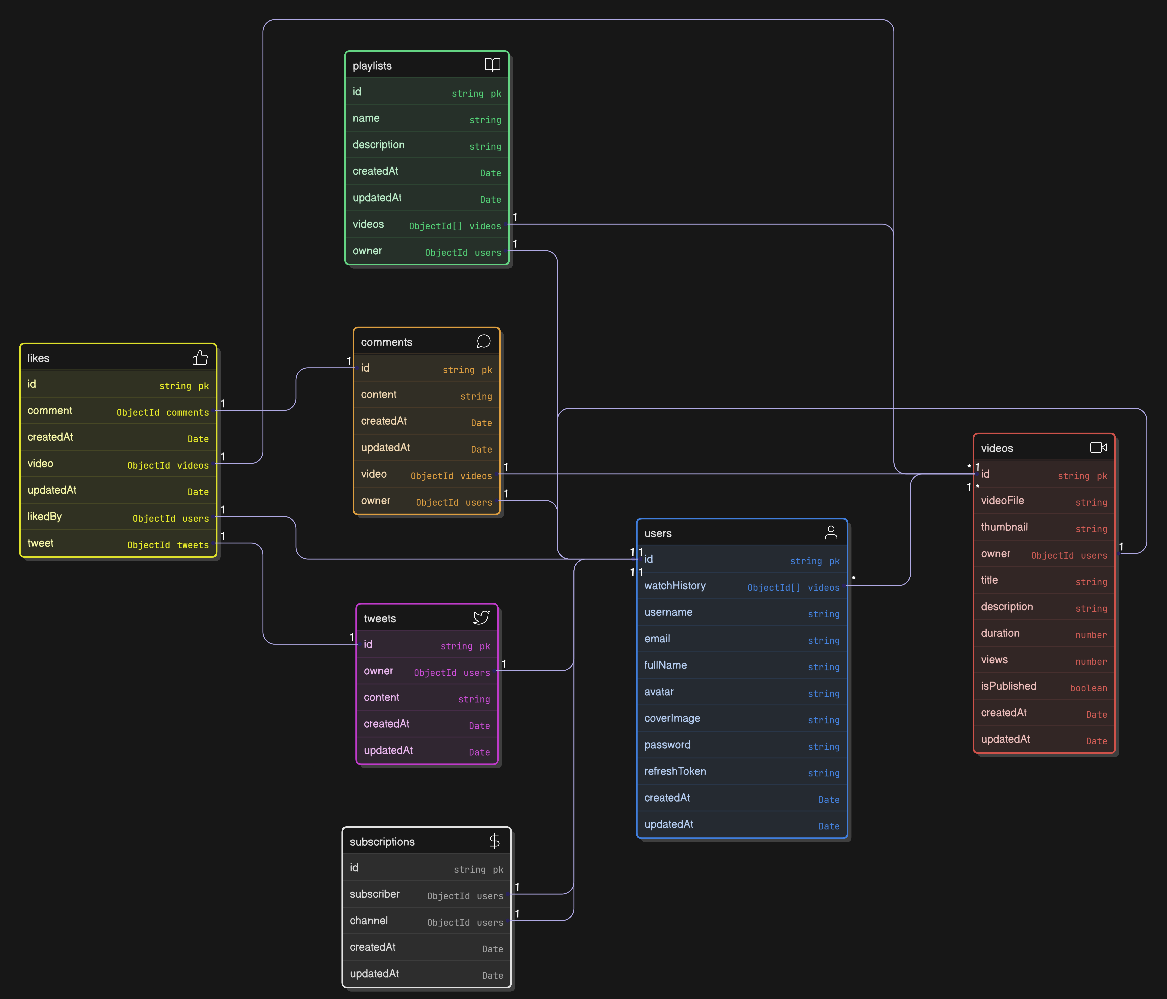 playlists
id string pk
name string
description string
createdAt Date
updatedAt Date
videos ObjectId[] videos 1
owner ObjectId users 1
likes
id string pk
comment ObjectId comments 1
createdAt Date
video ObjectId videos 1
updatedAt Date
likedBy ObjectId users 1
tweet ObjectId tweets 1
comments
1 id string pk
content string
createdAt Date
updatedAt Date
video ObjectId videos 1
owner ObjectId users 1
tweets
1 id string pk
owner ObjectId users 1
content string
createdAt Date
updatedAt Date
subscriptions
id string pk
subscriber ObjectId users 1
channel ObjectId users 1
createdAt Date
updatedAt Date
users
1 1
id string pk
1 1
watchHistory ObjectId[] videos *
username string
email string
fullName string
avatar string
coverImage string
password string
refreshToken string
createdAt Date
updatedAt Date
videos
* 1
id string pk
1 *
videoFile string
thumbnail string
owner ObjectId users 1
title string
description string
duration number
views number
isPublished boolean
createdAt Date
updatedAt Date